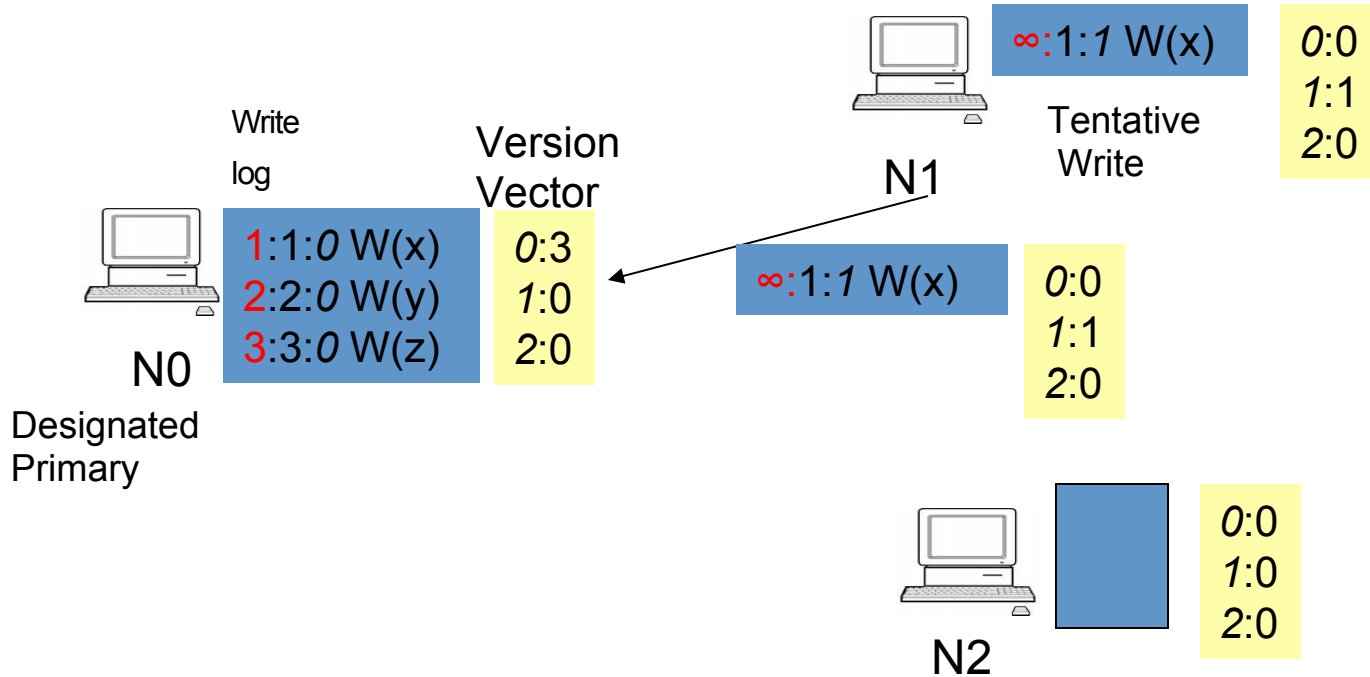 Write
log
Version
Vector
1:1:0 W(x)
2:2:0 W(y)
3:3:0 W(z)
0:3
1:0
2:0
N0
Designated
Primary
∞:1:1 W(x)
0:0
1:1
2:0
Tentative
Write
N1
∞:1:1 W(x)
0:0
1:1
2:0
0:0
1:0
2:0
N2